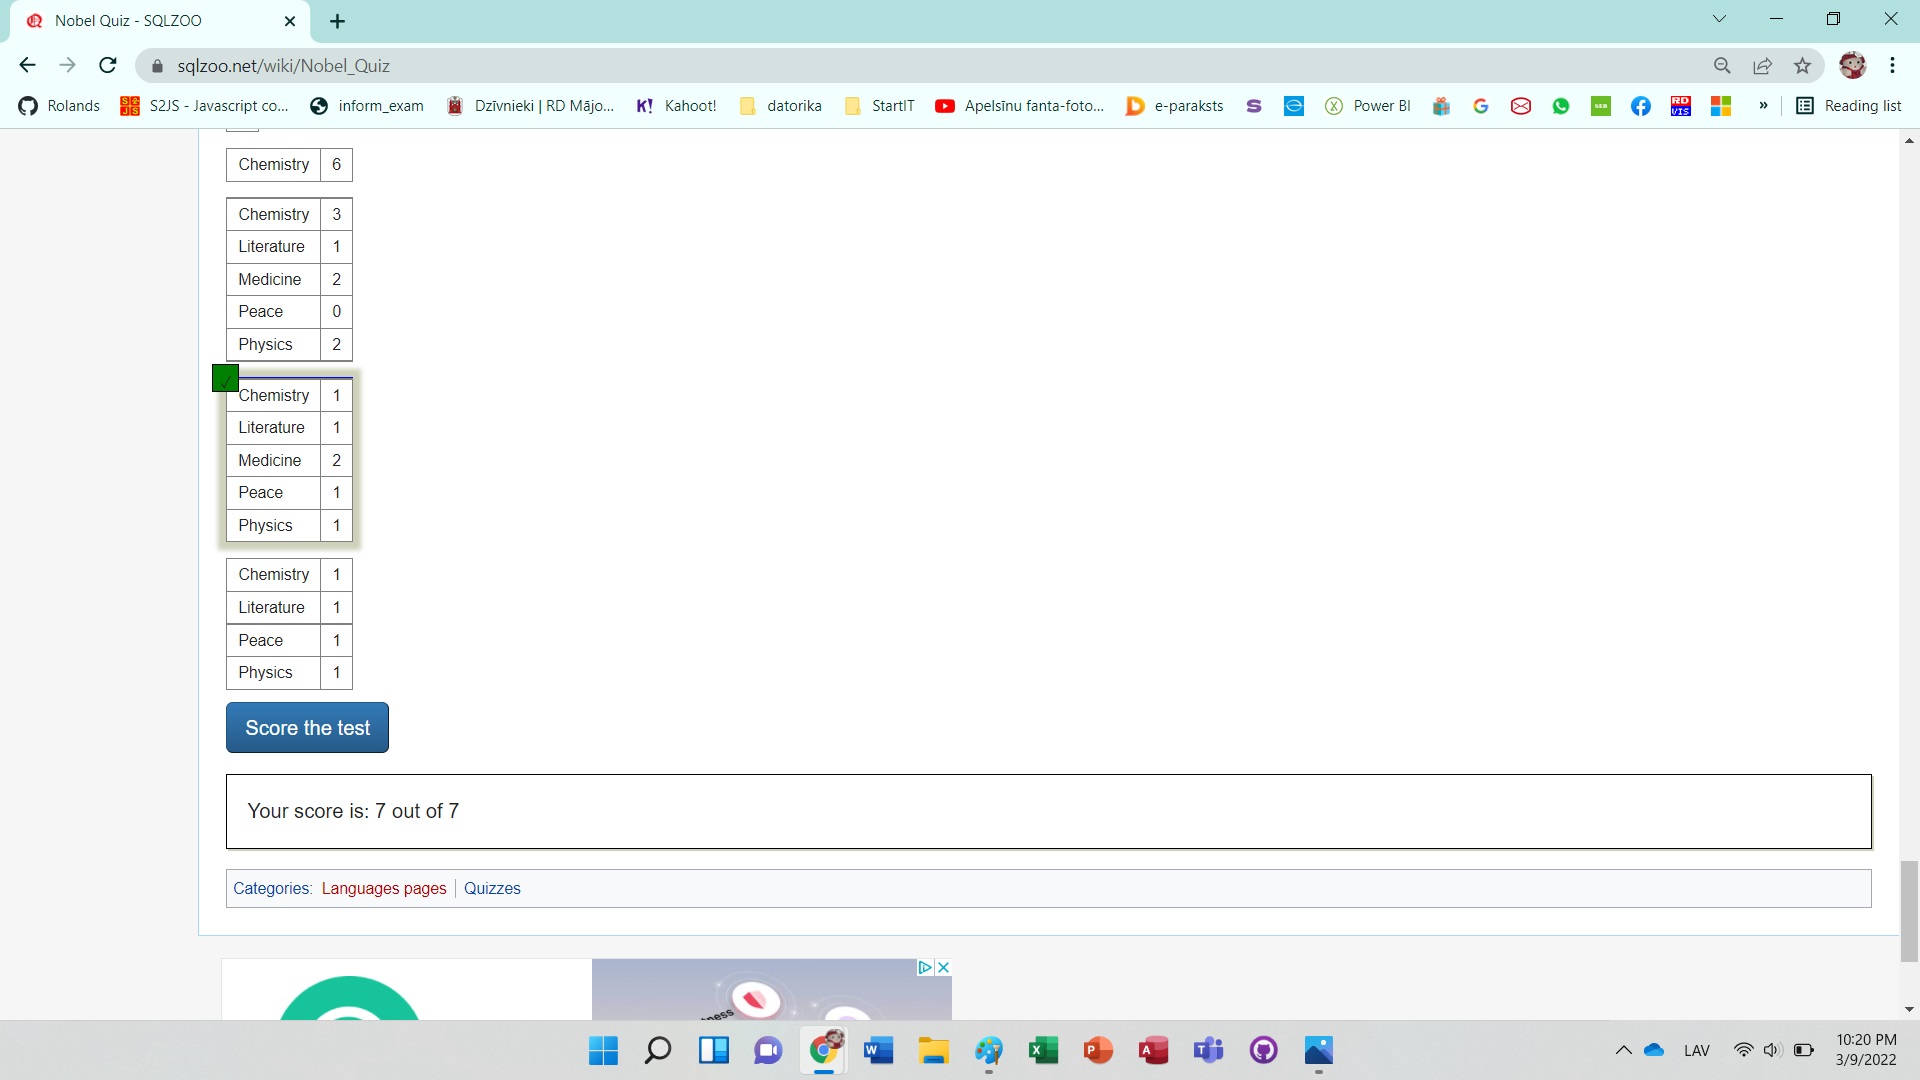 Nobel Quiz - SQLZOO
sqlzoo.net/wiki/Nobel_Quiz
Rolands S2JS - Javascript co... inform_exam Dzīvnieki | RD Mājo... K! Kahoot! datorika StartIT Apelsīnu fanta-foto... e-paraksts Power BI » Reading list
Chemistry 6
Chemistry 3
Literature 1
Medicine 2
Peace 0
Physics 2
Chemistry 1
Literature 1
Medicine 2
Peace 1
Physics 1
Chemistry 1
Literature 1
Peace 1
Physics 1
Score the test
Your score is: 7 out of 7
Categories: Languages pages | Quizzes
LAV
10:20 PM
3/9/2022